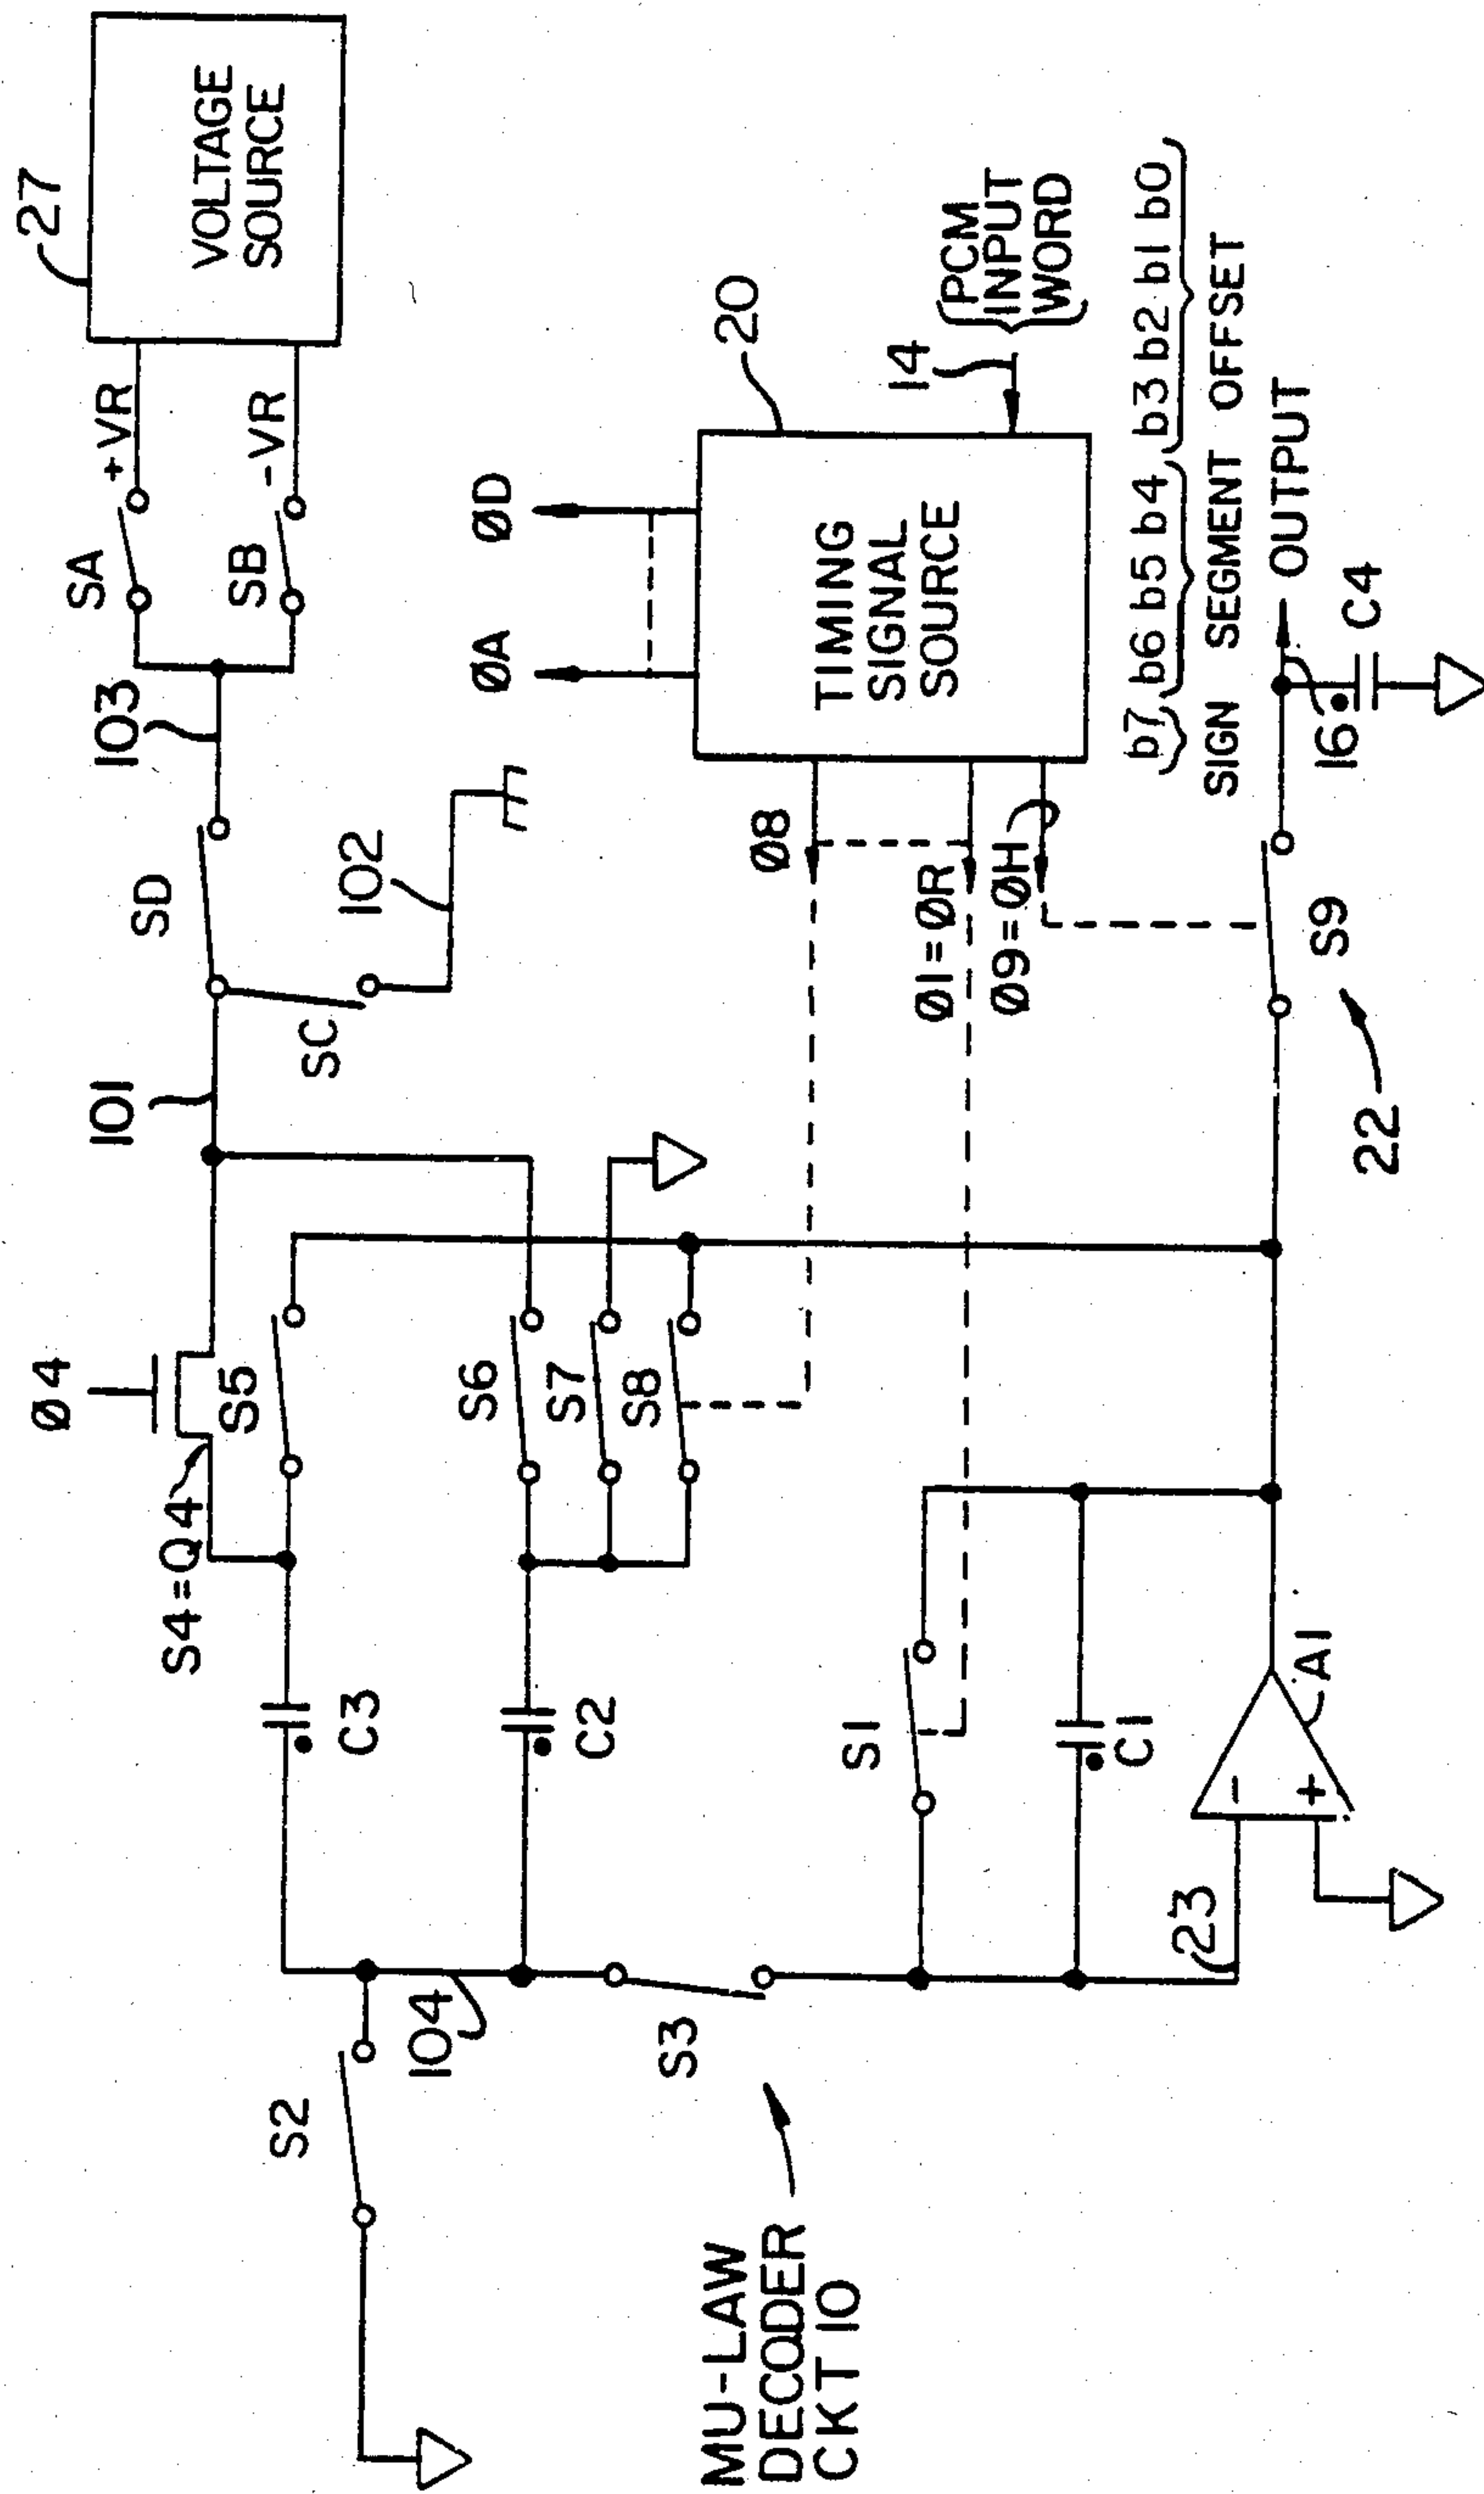 27
VOLTAGE
SOURCE
+VR
-VR
SA
SB
103
SD
102
SC
101
Ø4
S4=Q4
S5
S6
S7
S8
C3
C2
S2
104
S3
S1
C1
23
-
+
A1
MU-LAW
DECODER
CKT 10
ØA
ØD
20
TIMING
SIGNAL
SOURCE
14
PCM
INPUT
WORD
Ø8
Ø1=ØR
Ø9=ØH
b7 b6 b5 b4 b3 b2 b1 b0
SIGN SEGMENT OFFSET
OUTPUT
16
C4
S9
22